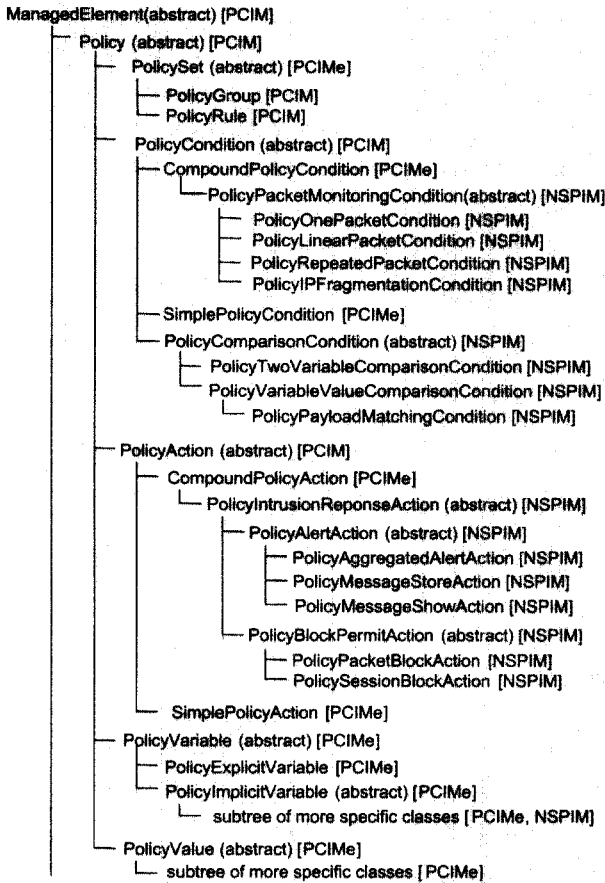 ManagedElement(abstract) [PCIM]
Policy (abstract) [PCIM]
PolicySet (abstract) [PCIMe]
PolicyGroup [PCIM]
PolicyRule [PCIM]
PolicyCondition (abstract) [PCIM]
CompoundPolicyCondition [PCIMe]
PolicyPacketMonitoringCondition(abstract) [NSPIM]
PolicyOnePacketCondition [NSPIM]
PolicyLinearPacketCondition [NSPIM]
PolicyRepeatedPacketCondition [NSPIM]
PolicyIPFragmentationCondition [NSPIM]
SimplePolicyCondition [PCIMe]
PolicyComparisonCondition (abstract) [NSPIM]
PolicyTwoVariableComparisonCondition [NSPIM]
PolicyVariableValueComparisonCondition [NSPIM]
PolicyPayloadMatchingCondition [NSPIM]
PolicyAction (abstract) [PCIM]
CompoundPolicyAction [PCIMe]
PolicyIntrusionReponseAction (abstract) [NSPIM]
PolicyAlertAction (abstract) [NSPIM]
PolicyAggregatedAlertAction [NSPIM]
PolicyMessageStoreAction [NSPIM]
PolicyMessageShowAction [NSPIM]
PolicyBlockPermitAction (abstract) [NSPIM]
PolicyPacketBlockAction [NSPIM]
PolicySessionBlockAction [NSPIM]
SimplePolicyAction [PCIMe]
PolicyVariable (abstract) [PCIMe]
PolicyExplicitVariable [PCIMe]
PolicyImplicitVariable (abstract) [PCIMe]
subtree of more specific classes [PCIMe, NSPIM]
PolicyValue (abstract) [PCIMe]
subtree of more specific classes [PCIMe]